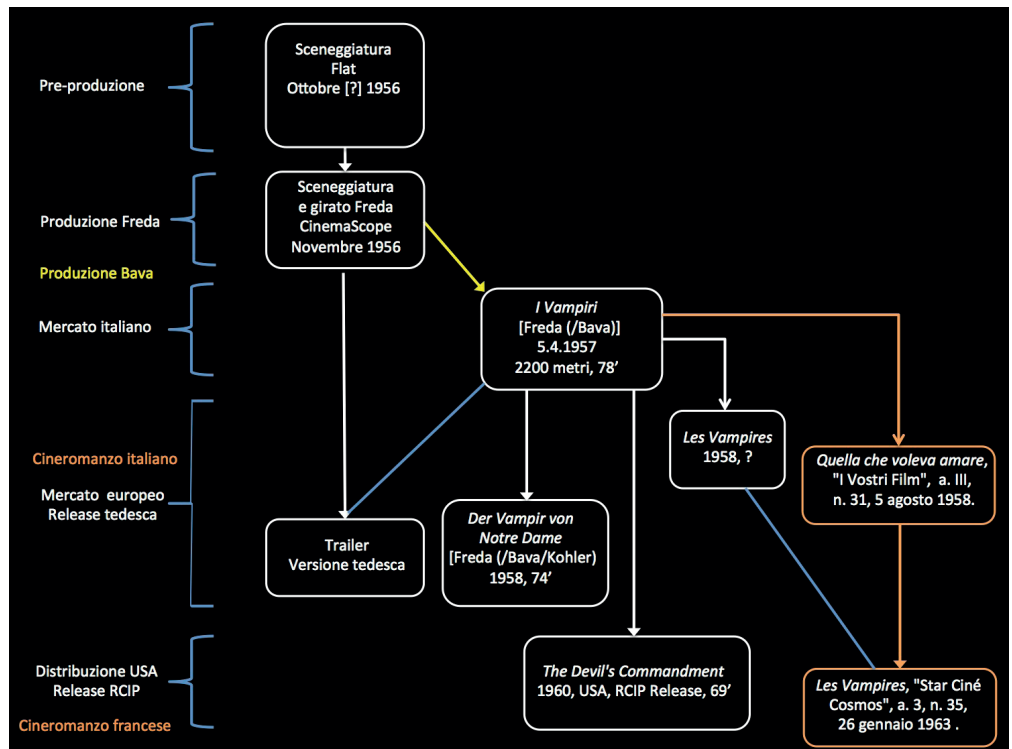 Pre-produzione
Produzione Freda
Produzione Bava
Mercato italiano
Cineromanzo italiano
Mercato europeo
Release tedesca
Distribuzione USA
Release RCIP
Cineromanzo francese
Sceneggiatura
Flat
Ottobre [?] 1956
Sceneggiatura
e girato Freda
CinemaScope
Novembre 1956
I Vampiri
[Freda (/Bava)]
5.4.1957
2200 metri, 78’
Les Vampires
1958, ?
Quella che voleva amare,
"I Vostri Film", a. III,
n. 31, 5 agosto 1958.
Trailer
Versione tedesca
Der Vampir von
Notre Dame
[Freda (/Bava/Kohler)
1958, 74’
The Devil's Commandment
1960, USA, RCIP Release, 69’
Les Vampires, "Star Ciné
Cosmos", a. 3, n. 35,
26 gennaio 1963 .